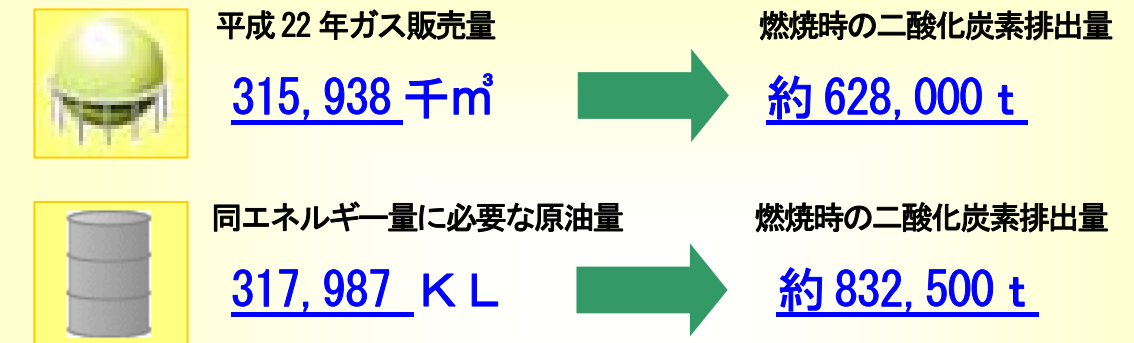 平成22年ガス販売量 燃焼時の二酸化炭素排出量
315,938 千㎥ 約628,000 t
同エネルギー量に必要な原油量 燃焼時の二酸化炭素排出量
317,987 ＫＬ 約832,500 t